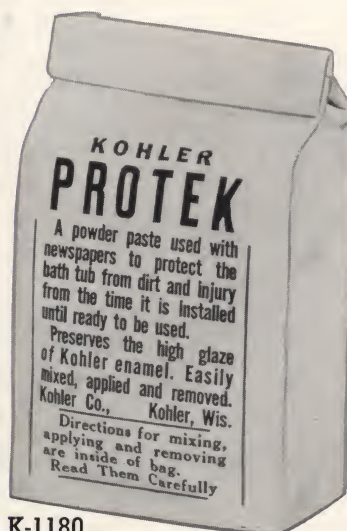 KOHLER
PROTEK
A powder paste used with
newspapers to protect the
bath tub from dirt and injury
from the time it is installed
until ready to be used.
Preserves the high glaze
of Kohler enamel. Easily
mixed, applied and removed.
Kohler Co., Kohler, Wis.
Directions for mixing,
applying and removing
are inside of bag.
Read Them Carefully
K-1180